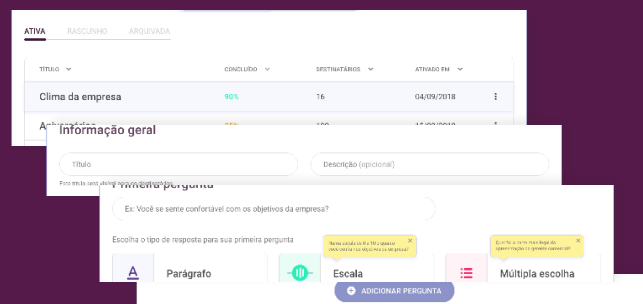 ATIVA RASCUNHO ARQUIVADA
TÍTULO CONCLUÍDO DESTINATÁRIOS ATIVADO EM
Clima da empresa 90% 16 04/09/2018
Informação geral
Título Descrição (opicional)
Primeira pergunta
Ex: Você se seme confortável com os objetivos da empresa?
Escolha o tipo de resposta para sua primeira pergunta
Parágrafo Escala Múltipla escolha
ADICIONAR PERGUNTA